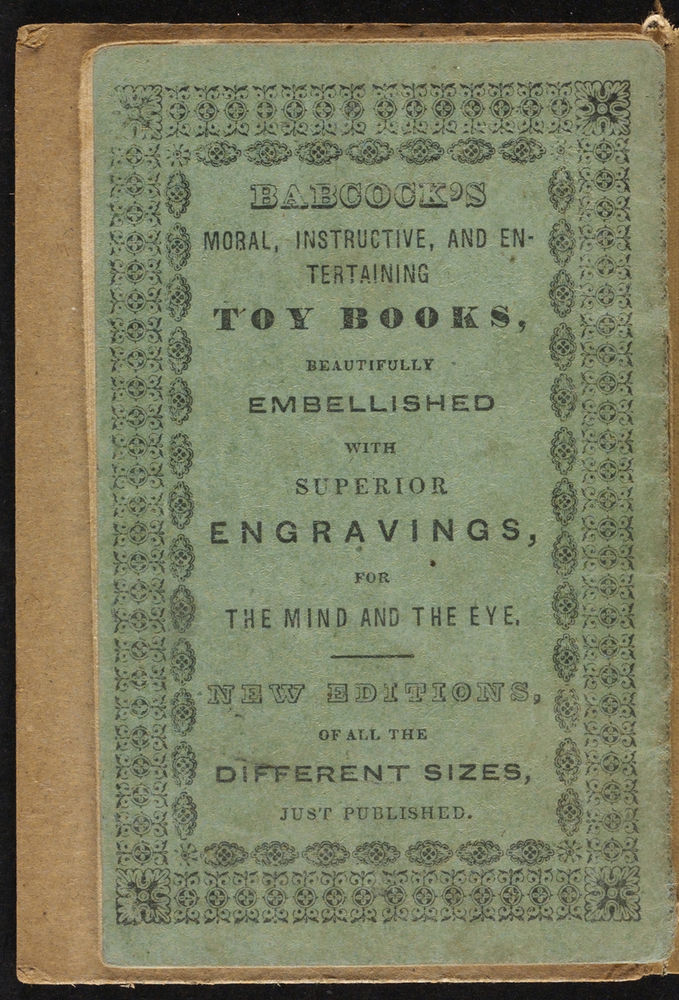 BABCOCK'S
MORAL, INSTRUCTIVE, AND EN-
TERTAINING
TOY BOOKS,
BEAUTIFULLY
EMBELLISHED
WITH
SUPERIOR
ENGRAVINGS,
FOR
THE MIND AND THE EYE.
NEW EDITIONS,
OF ALL THE
DIFFERENT SIZES,
JUST PUBLISHED.